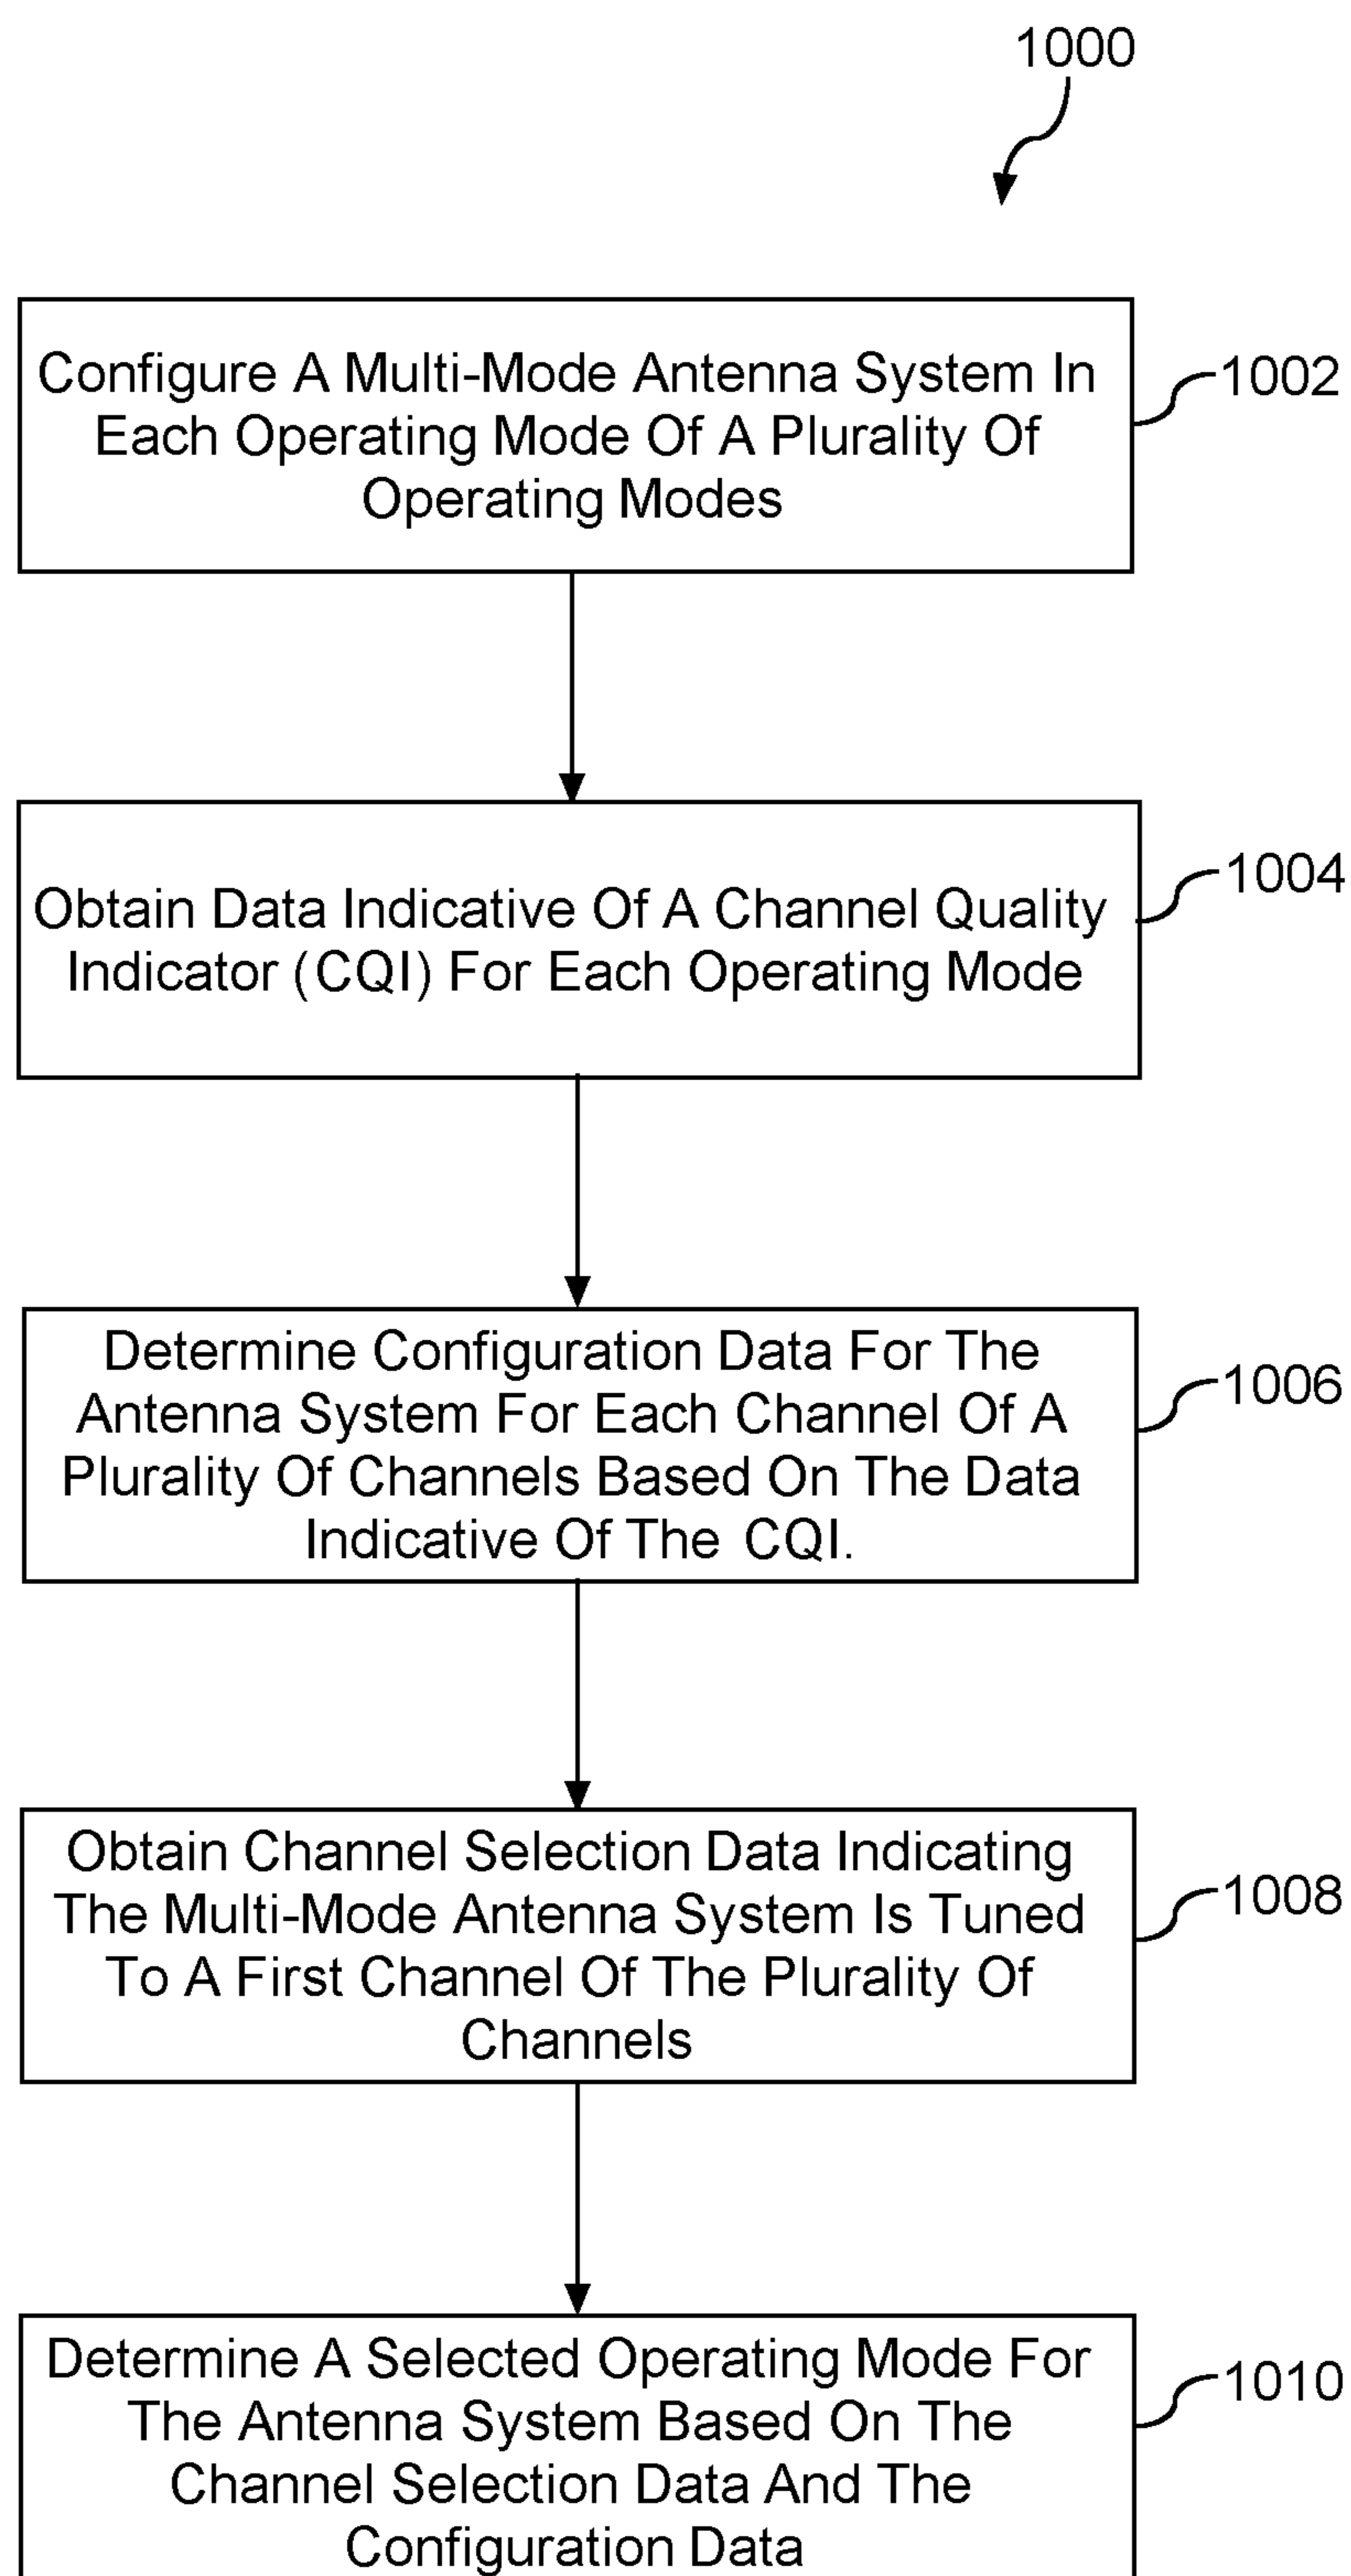 1000
Configure A Multi-Mode Antenna System In
Each Operating Mode Of A Plurality Of
Operating Modes
1002
Obtain Data Indicative Of A Channel Quality
Indicator (CQI) For Each Operating Mode
1004
Determine Configuration Data For The
Antenna System For Each Channel Of A
Plurality Of Channels Based On The Data
Indicative Of The CQI.
1006
Obtain Channel Selection Data Indicating
The Multi-Mode Antenna System Is Tuned
To A First Channel Of The Plurality Of
Channels
1008
Determine A Selected Operating Mode For
The Antenna System Based On The
Channel Selection Data And The
Configuration Data
1010